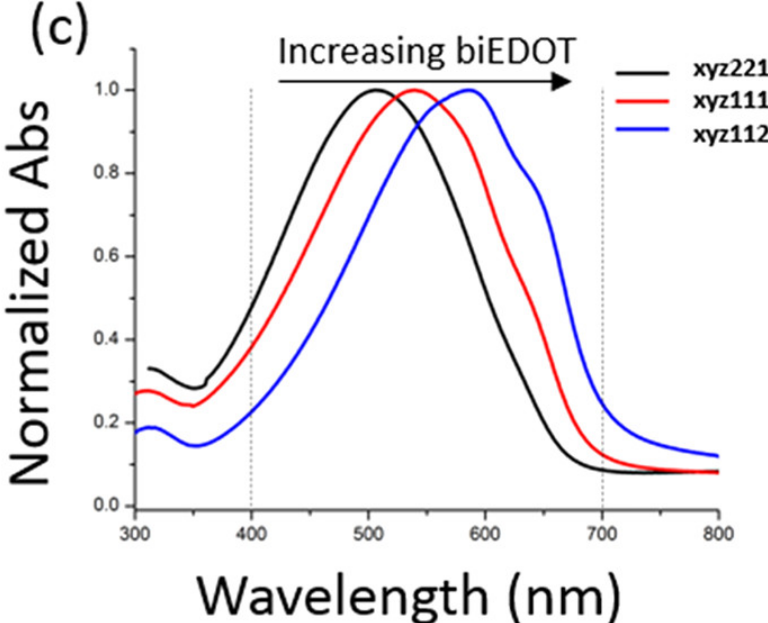 (c)
Increasing biEDOT
xyz221
xyz111
xyz112
Normalized Abs
1.0
0.8
0.6
0.4
0.2
0.0
300 400 500 600 700 800
Wavelength (nm)